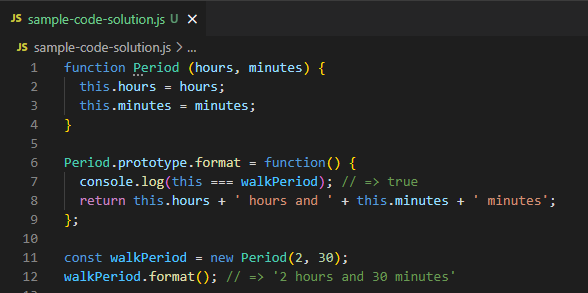 JS sample-code-solution.js U ×
JS sample-code-solution.js > ...
1 function Period (hours, minutes) {
2   this.hours = hours;
3   this.minutes = minutes;
4 }
5
6 Period.prototype.format = function() {
7   console.log(this === walkPeriod); // => true
8   return this.hours + ' hours and ' + this.minutes + ' minutes';
9 };
10
11 const walkPeriod = new Period(2, 30);
12 walkPeriod.format(); // => '2 hours and 30 minutes'